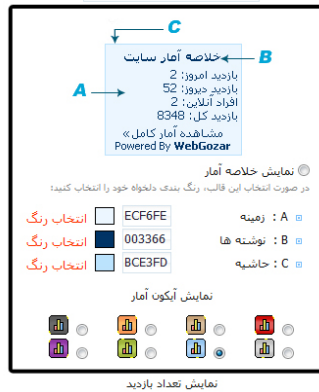 C
خلاصه آمار سایت
B
بازدید امروز: 2
بازدید دیروز: 52
A
افراد آنلاین: 2
بازدید کل: 8348
مشاهده آمار کامل »
Powered By WebGozar
نمایش خلاصه آمار
در صورت انتخاب این قالب، رنگ بندی دلخواه خود را انتخاب کنید:
A : زمینه ECF6FE انتخاب رنگ
B : نوشته ها 003366 انتخاب رنگ
C : حاشیه BCE3FD انتخاب رنگ
نمایش آیکون آمار
نمایش تعداد بازدید